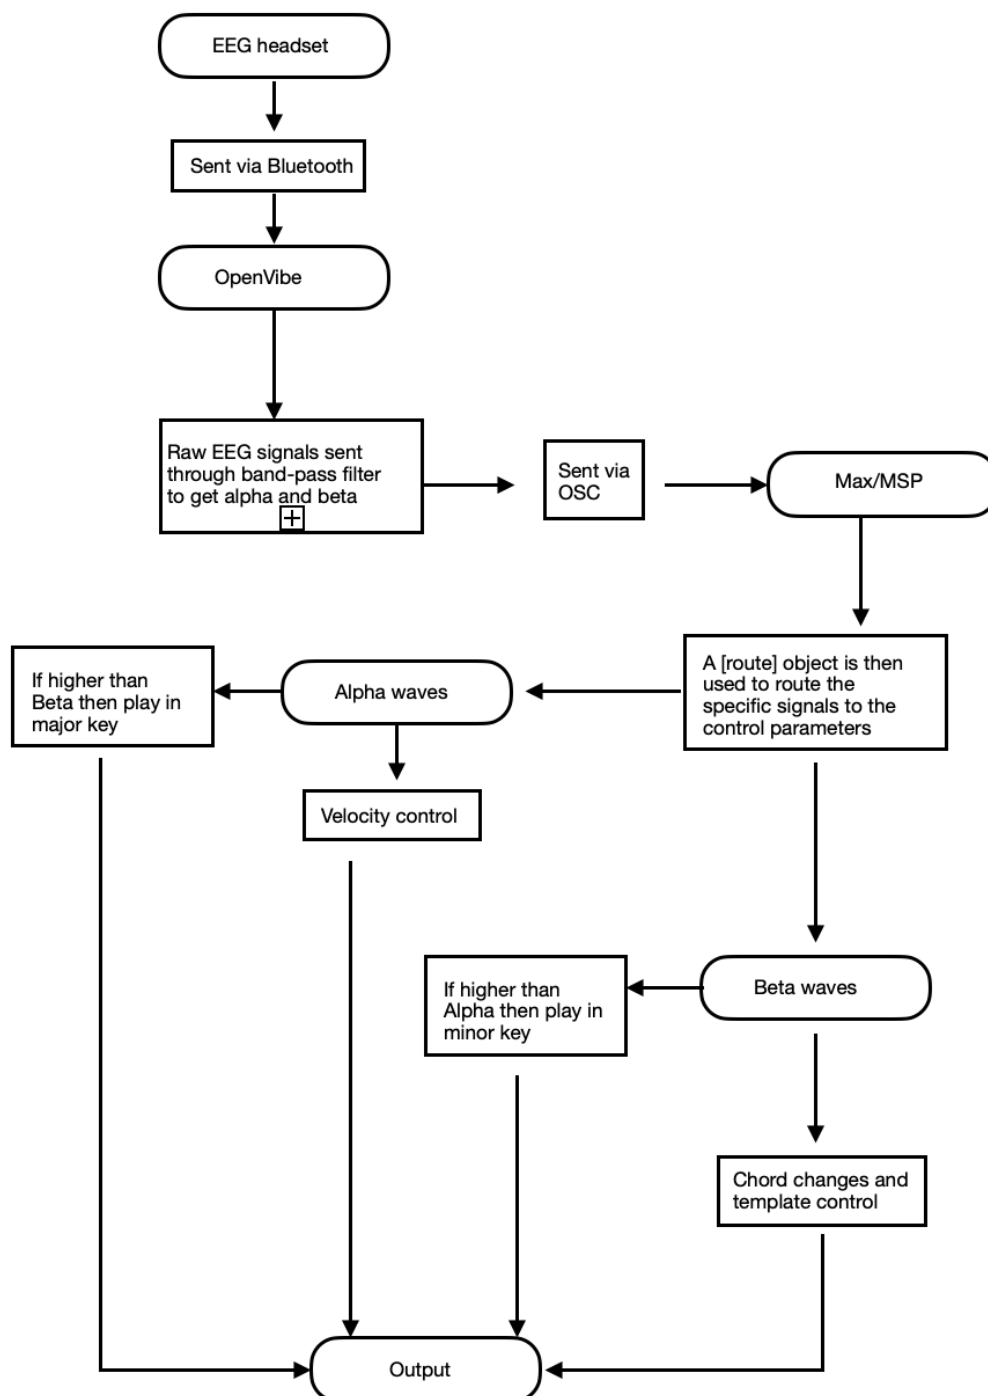 EEG headset
Sent via Bluetooth
OpenVibe
Raw EEG signals sent
through band-pass filter
to get alpha and beta
Sent via
OSC
Max/MSP
A [route] object is then
used to route the
specific signals to the
control parameters
Alpha waves
If higher than
Beta then play in
major key
Velocity control
Beta waves
If higher than
Alpha then play in
minor key
Chord changes and
template control
Output